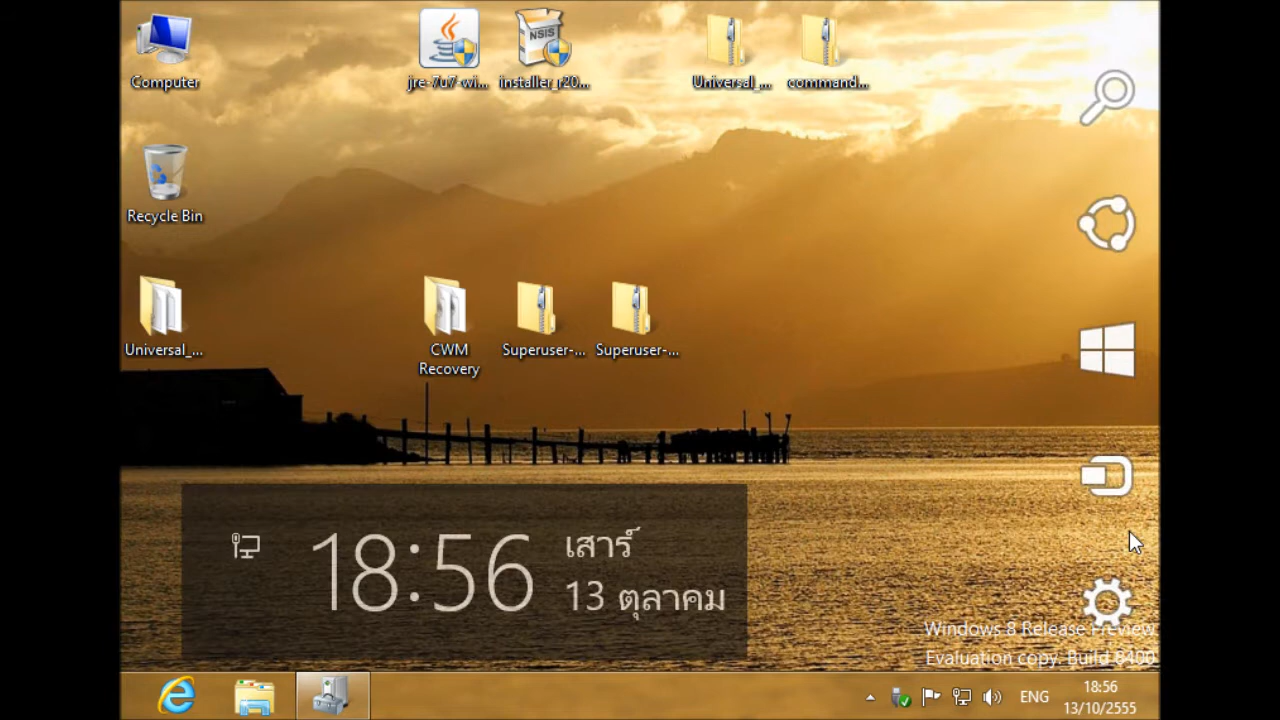 Computer
jre-7u7-wi...
NSIS
installer_r20...
Universal_...
command...
Recycle Bin
Universal_...
CWM
Recovery
Superuser-...
Superuser-...
18:56
เสาร์
13 ตุลาคม
Windows 8 Release Preview
Evaluation copy. Build 8400
ENG
18:56
13/10/2555